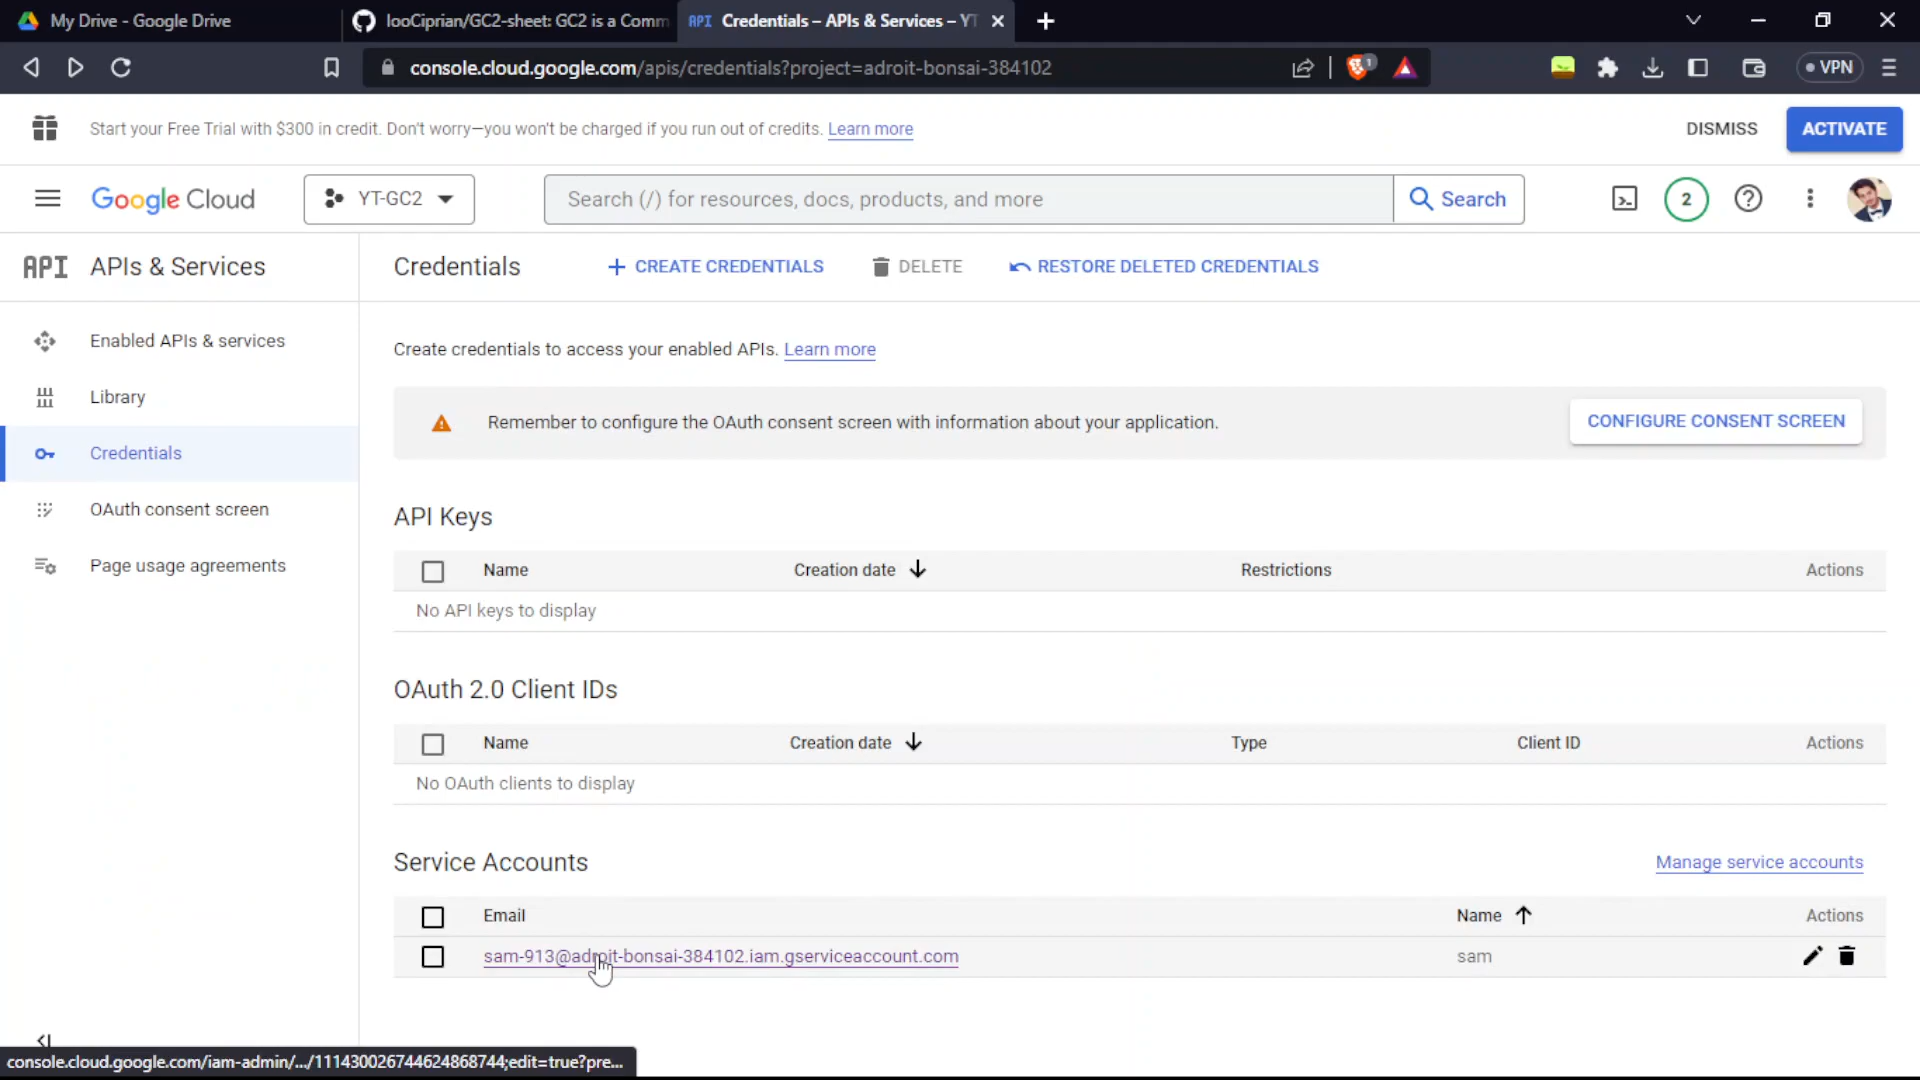 My Drive - Google Drive
looCiprian/GC2-sheet: GC2 is a Comm
API Credentials – APIs & Services – YT
console.cloud.google.com/apis/credentials?project=adroit-bonsai-384102
1
VPN
Start your Free Trial with $300 in credit. Don't worry—you won't be charged if you run out of credits. Learn more
DISMISS
ACTIVATE
Google Cloud
YT-GC2
Search (/) for resources, docs, products, and more
Search
2
API APIs & Services
Credentials
CREATE CREDENTIALS
DELETE
RESTORE DELETED CREDENTIALS
Enabled APIs & services
Library
Credentials
OAuth consent screen
Page usage agreements
Create credentials to access your enabled APIs. Learn more
Remember to configure the OAuth consent screen with information about your application.
CONFIGURE CONSENT SCREEN
API Keys
Name Creation date Restrictions Actions
No API keys to display
OAuth 2.0 Client IDs
Name Creation date Type Client ID Actions
No OAuth clients to display
Service Accounts
Manage service accounts
Email Name Actions
sam-913@adroit-bonsai-384102.iam.gserviceaccount.com sam
console.cloud.google.com/iam-admin/.../111430026744624868744;edit=true?pre...